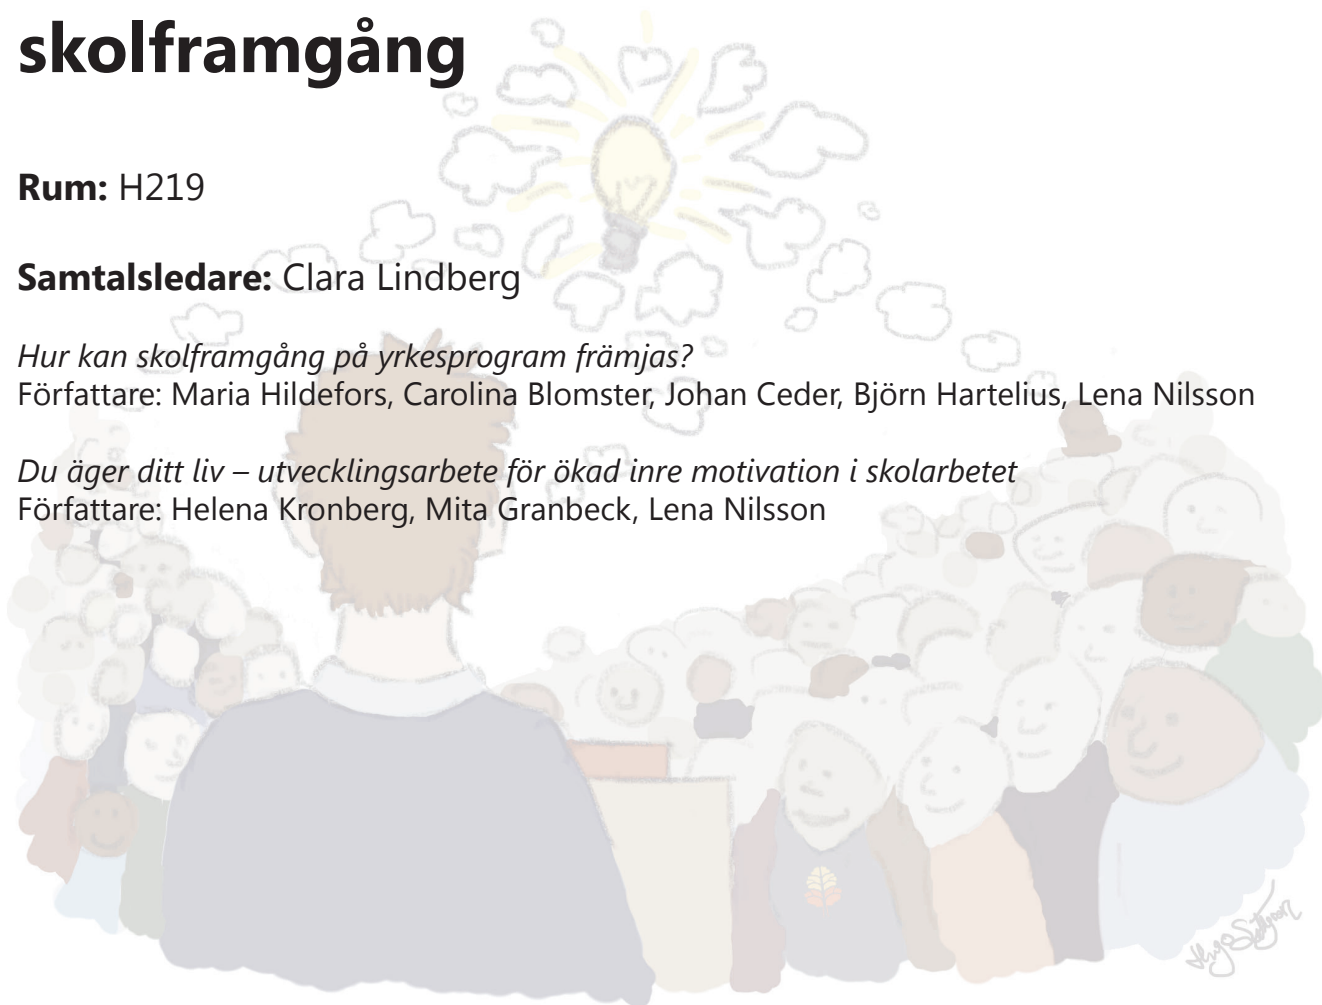 skolframgång
Rum: H219
Samtalsledare: Clara Lindberg
Hur kan skolframgång på yrkesprogram främjas?
Författare: Maria Hildefors, Carolina Blomster, Johan Ceder, Björn Hartelius, Lena Nilsson
Du äger ditt liv – utvecklingsarbete för ökad inre motivation i skolarbetet
Författare: Helena Kronberg, Mita Granbeck, Lena Nilsson